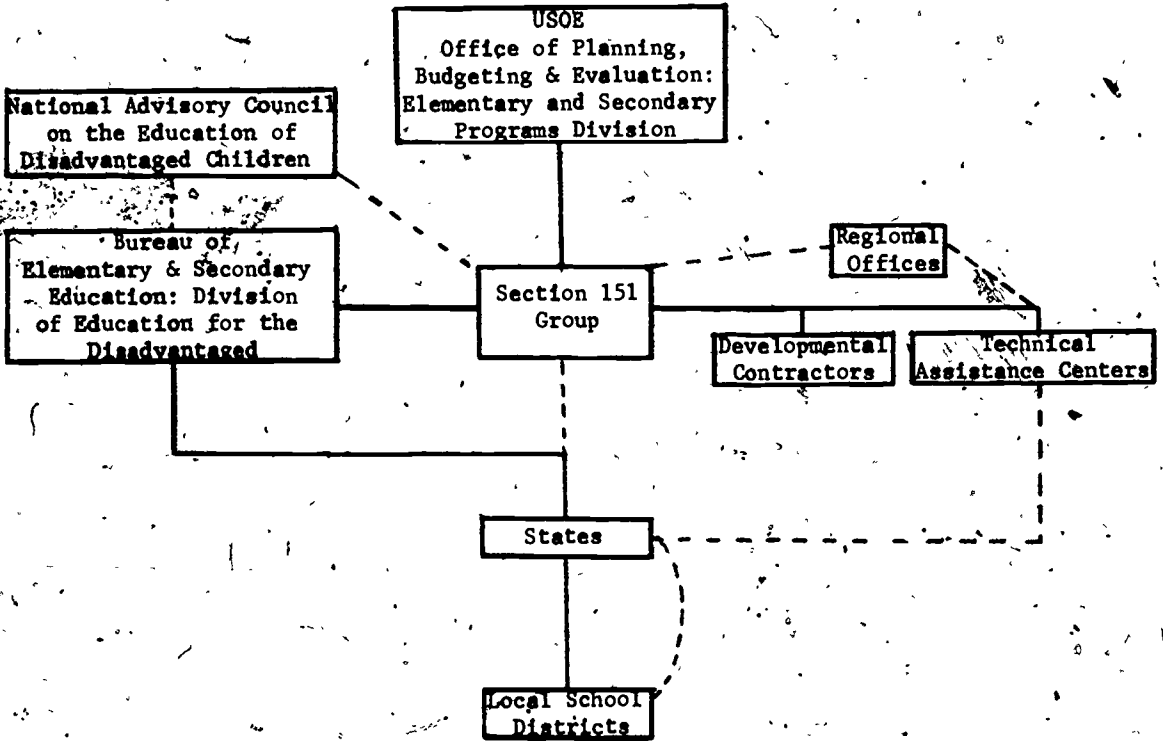 USOE
Office of Planning,
Budgeting & Evaluation:
Elementary and Secondary
Programs Division
National Advisory Council
on the Education of
Disadvantaged Children
Bureau of
Elementary & Secondary
Education: Division
of Education for the
Disadvantaged
Section 151
Group
Regional
Offices
Developmental
Contractors
Technical
Assistance Centers
States
Local School
Districts